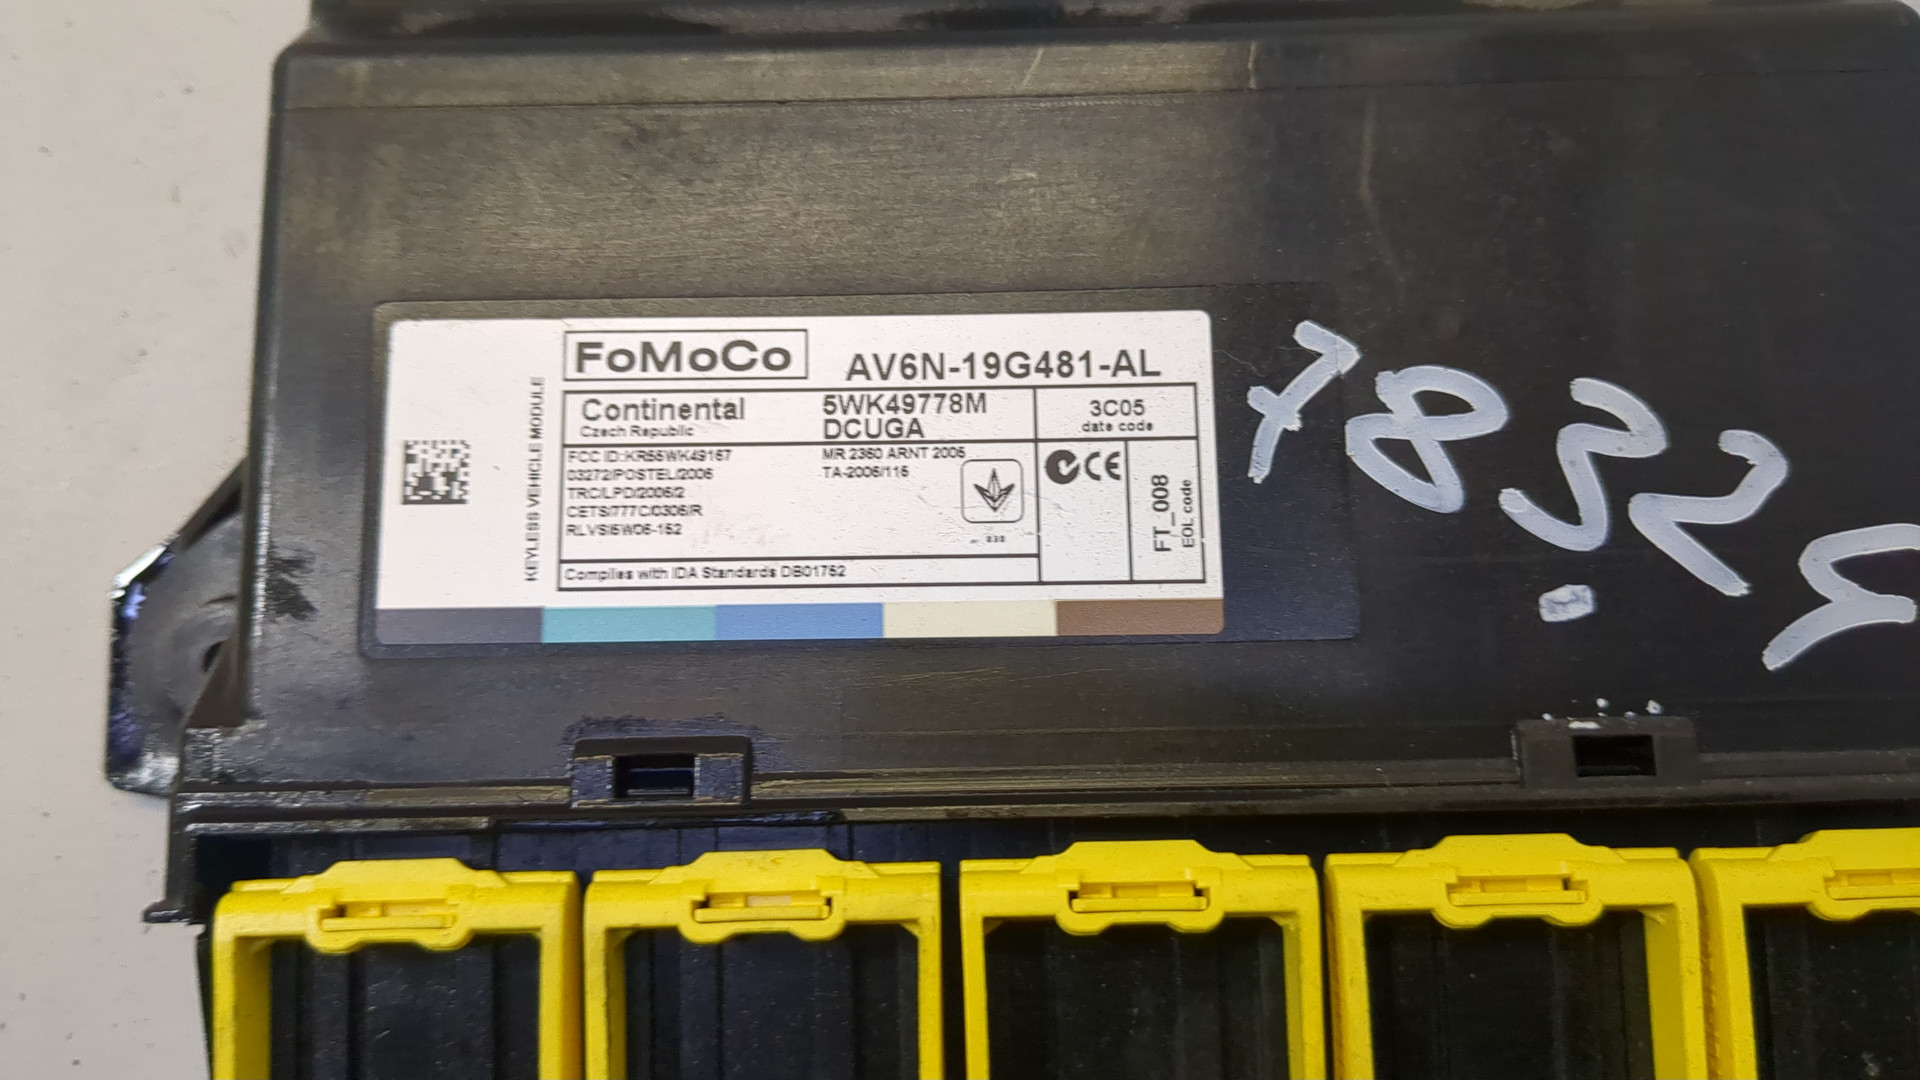 FoMoCo
AV6N-19G481-AL
Continental
Czech Republic
5WK49778M
DCUGA
3C05
date code
FCC ID:KR55WK49167
03272/POSTEL/2006
TRC/LPD/2006/2
CETS/777C/0306/R
RLVS/5W06-152
MR 2360 ARNT 2006
TA-2006/116
CE
FT_008
EOL code
Complies with IDA Standards DB01752
KEYLESS VEHICLE MODULE